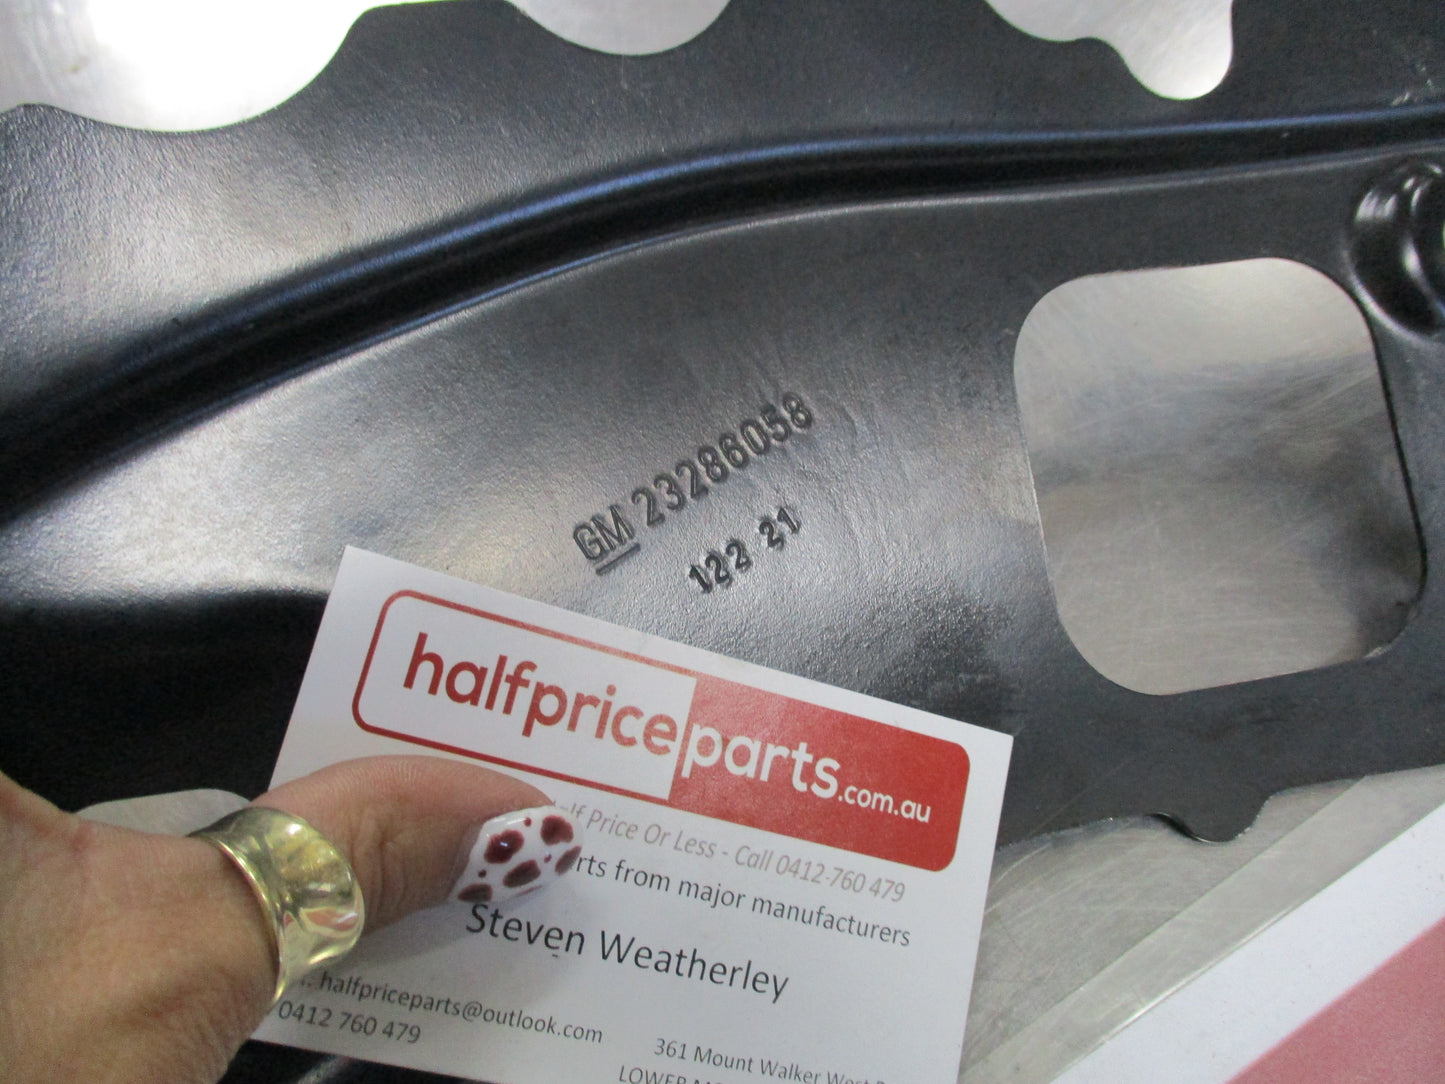 GM 23286058
122 21
halfpriceparts.com.au
Price Or Less - Call 0412-760 479
from major manufacturers
Steven Weatherley
halfpriceparts@outlook.com
0412 760 479
361 Mount Walker West
LOWER